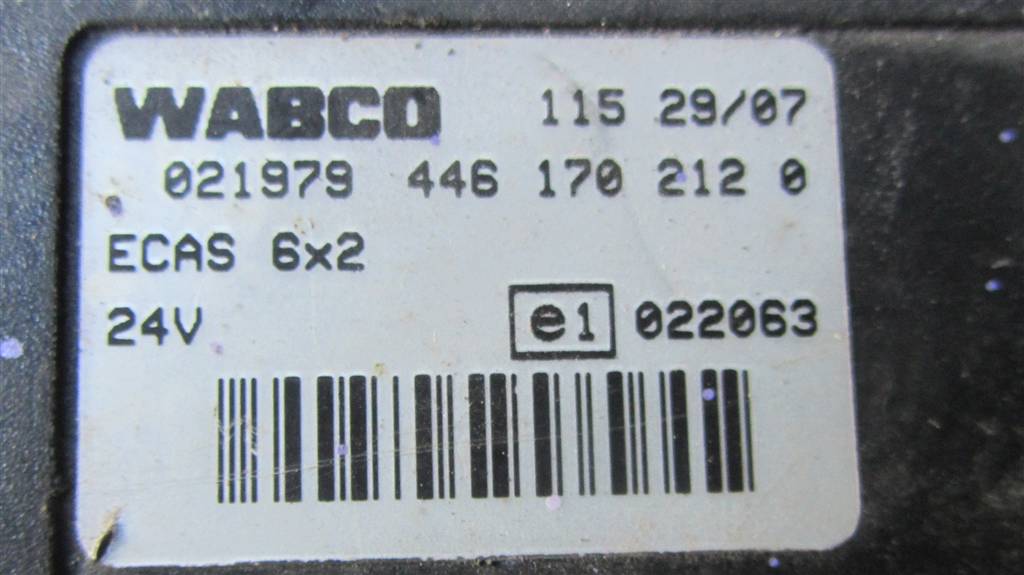 WABCO 115 29/07
021979 446 170 212 0
ECAS 6x2
24V e1 022063